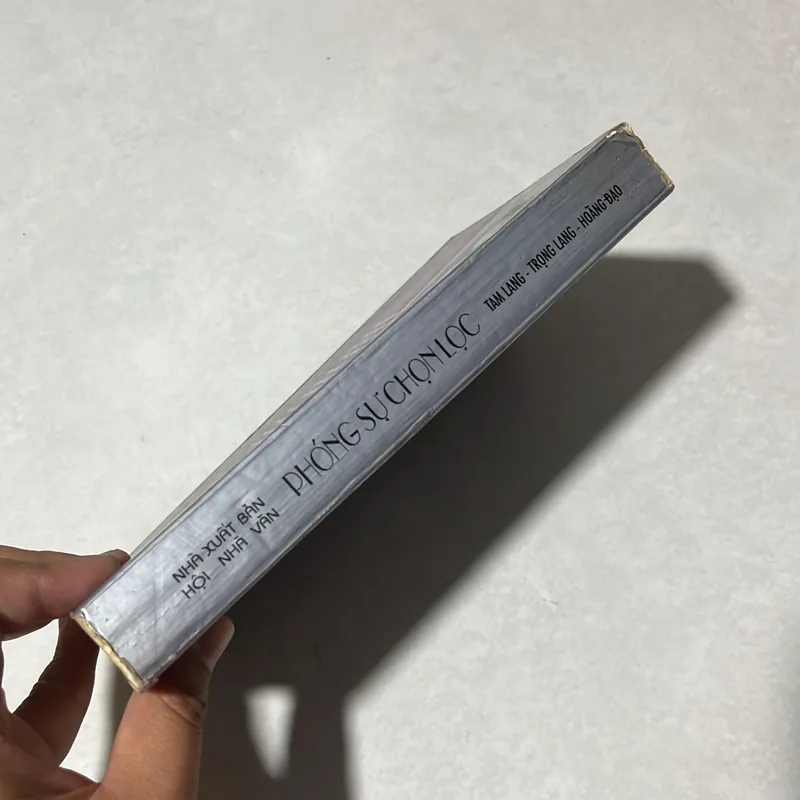 NHÀ XUẤT BẢN
HỘI NHÀ VĂN
PHÓNG SỰ CHỌN LỌC
TAM LANG - TRỌNG LANG - HOÀNG ĐẠO